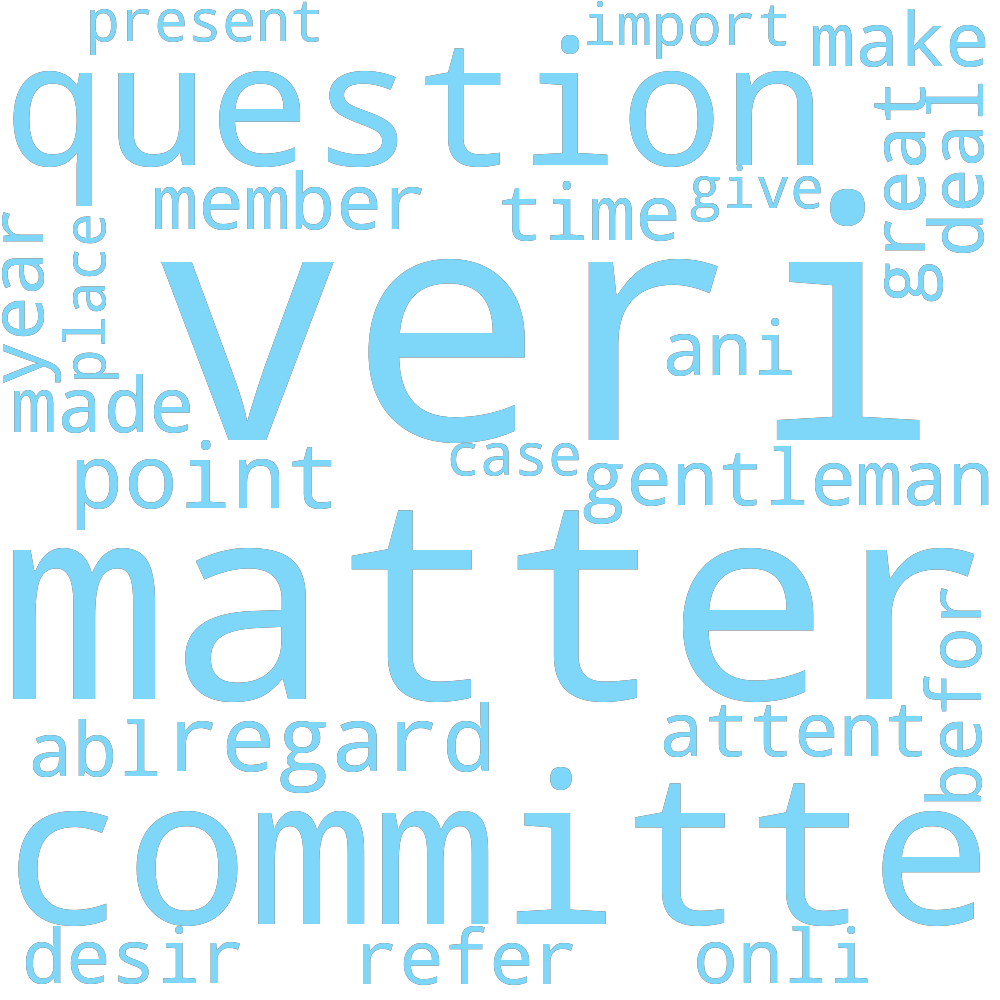 present
import
make
question
great
deal
member
time
give
year
place
veri
ani
made
point
case
gentleman
matter
befor
abl
regard
attent
committe
desir
refer
onli